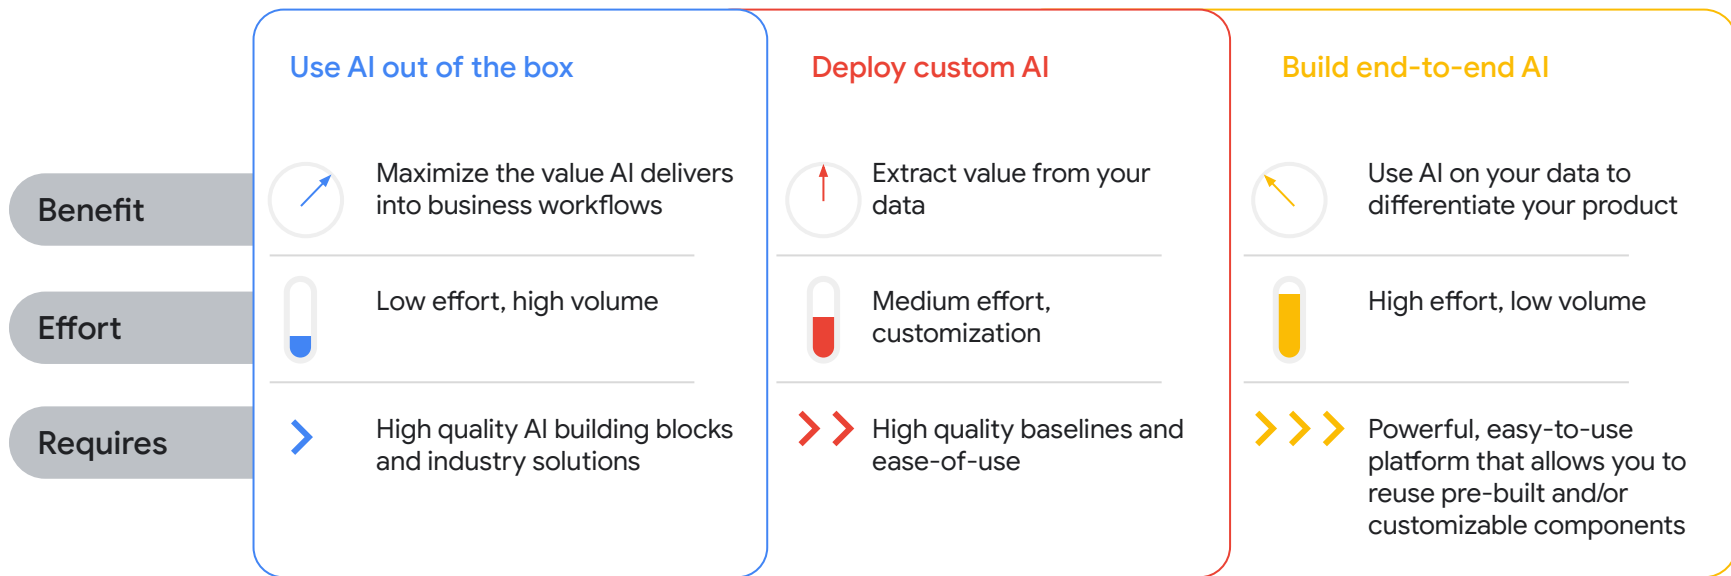 Use AI out of the box
Deploy custom AI
Build end-to-end AI
Benefit
Maximize the value AI delivers
into business workflows
Extract value from your
data
Use AI on your data to
differentiate your product
Effort
Low effort, high volume
Medium effort,
customization
High effort, low volume
Requires
High quality AI building blocks
and industry solutions
High quality baselines and
ease-of-use
Powerful, easy-to-use
platform that allows you to
reuse pre-built and/or
customizable components